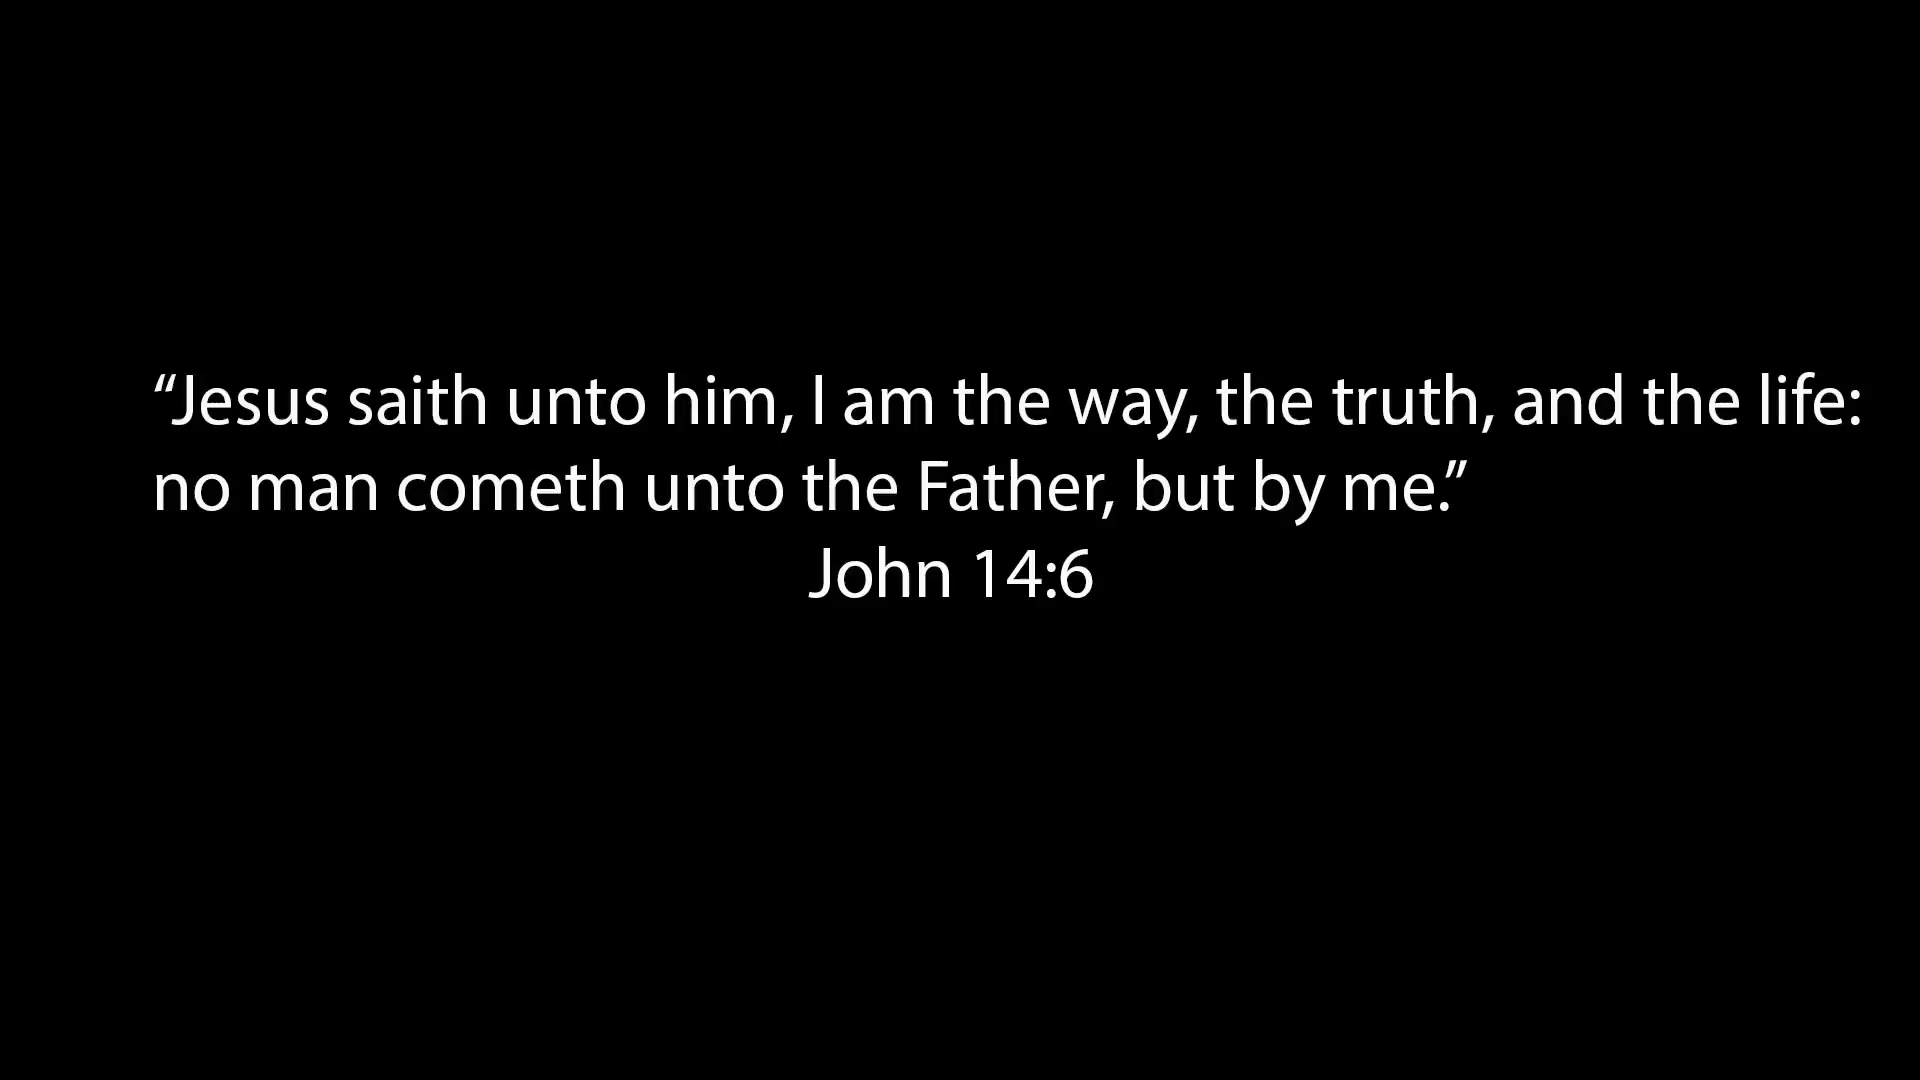 “Jesus saith unto him, I am the way, the truth, and the life:
no man cometh unto the Father, but by me.”
John 14:6